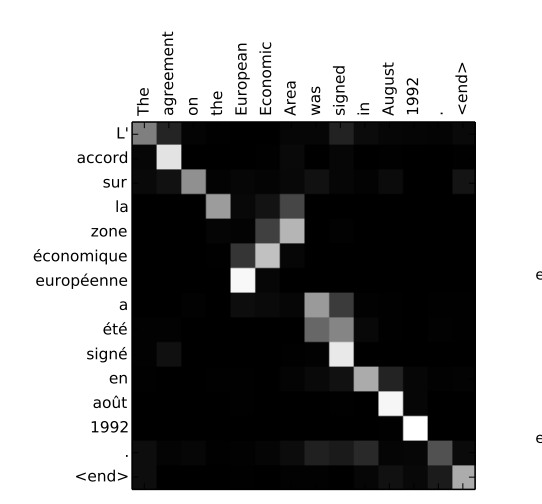 The agreement on the European Economic Area was signed in August 1992 . <end>
L'
accord
sur
la
zone
économique
européenne
a
été
signé
en
août
1992
.
<end>
e
e